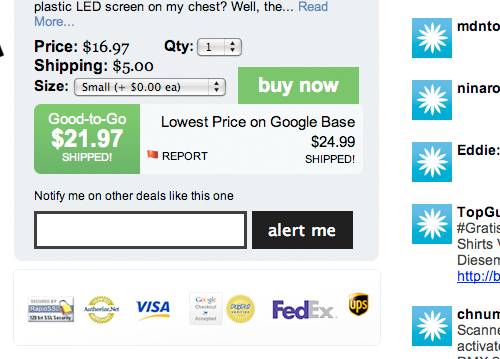 plastic LED screen on my chest? Well, the... Read
More...
Price: $16.97 Qty: 1
Shipping: $5.00
Size: Small (+ $0.00 ea)
buy now
Good-to-Go
$21.97
SHIPPED!
Lowest Price on Google Base
$24.99
REPORT SHIPPED!
Notify me on other deals like this one
alert me
SECURED BY
RapidSSL
128 bit SSL Security
Authorize.Net
VISA
Google
Checkout
Accepted
PayPal
VERIFIED
FedEx
ups
mdnto
ninaro
Eddie:
TopGu
#Gratis
Shirts V
Diesem
http://b
chnum
Scanne
activate